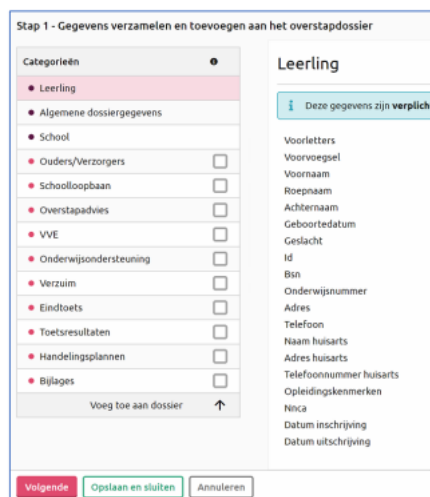 Stap 1 - Gegevens verzamelen en toevoegen aan het overstapdossier
Categorieën
Leerling
Algemene dossiergegevens
School
Ouders/Verzorgers
Schoolloopbaan
Overstapadvies
VVE
Onderwijsondersteuning
Verzuim
Eindtoets
Toetsresultaten
Handelingsplannen
Bijlages
Voeg toe aan dossier
Leerling
Deze gegevens zijn verplich
Voorletters
Voorvoegsel
Voornaam
Roepnaam
Achternaam
Geboortedatum
Geslacht
Id
Bsn
Onderwijsnummer
Adres
Telefoon
Naam huisarts
Adres huisarts
Telefoonnummer huisarts
Opleidingskenmerken
Nnca
Datum inschrijving
Datum uitschrijving
Volgende Opslaan en sluiten Annuleren